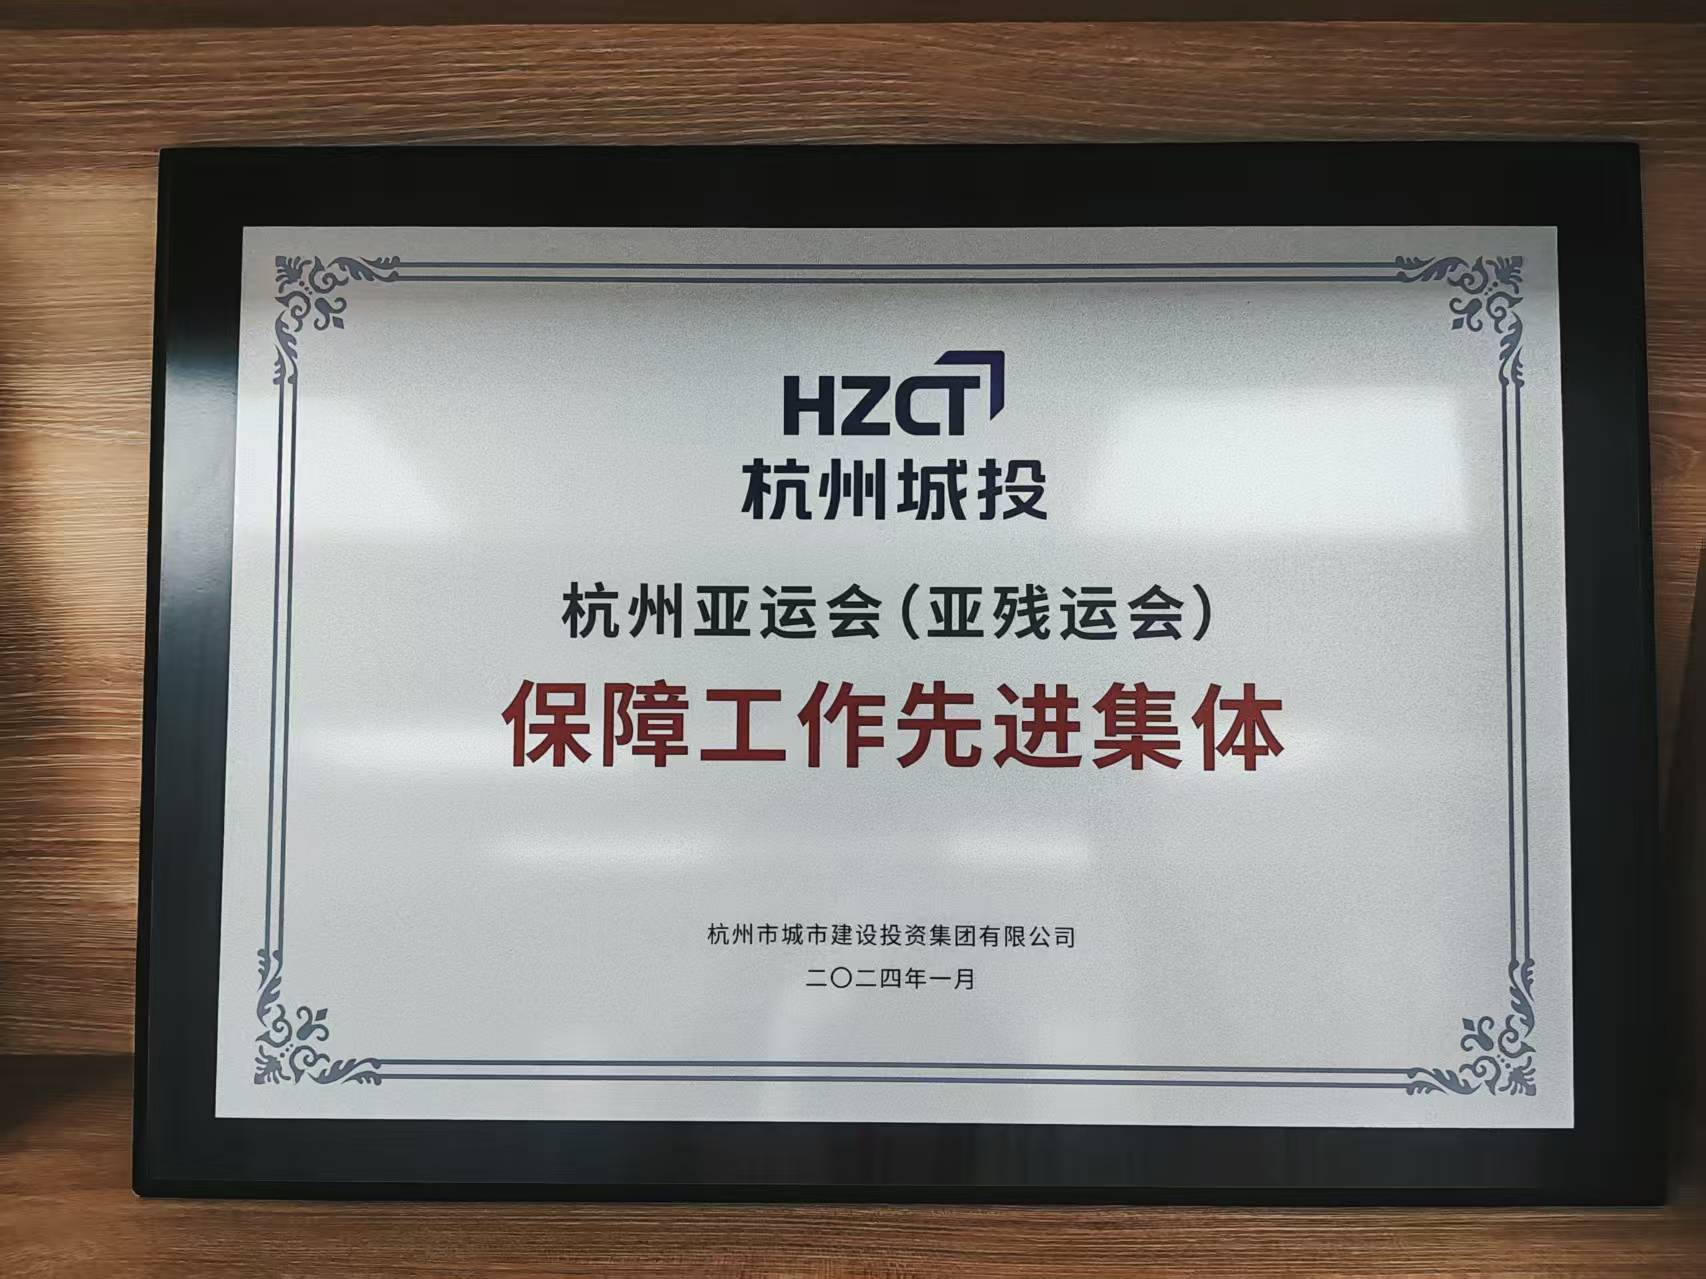 HZCT
杭州城投
杭州亚运会(亚残运会)
保障工作先进集体
杭州市城市建设投资集团有限公司
二〇二四年一月